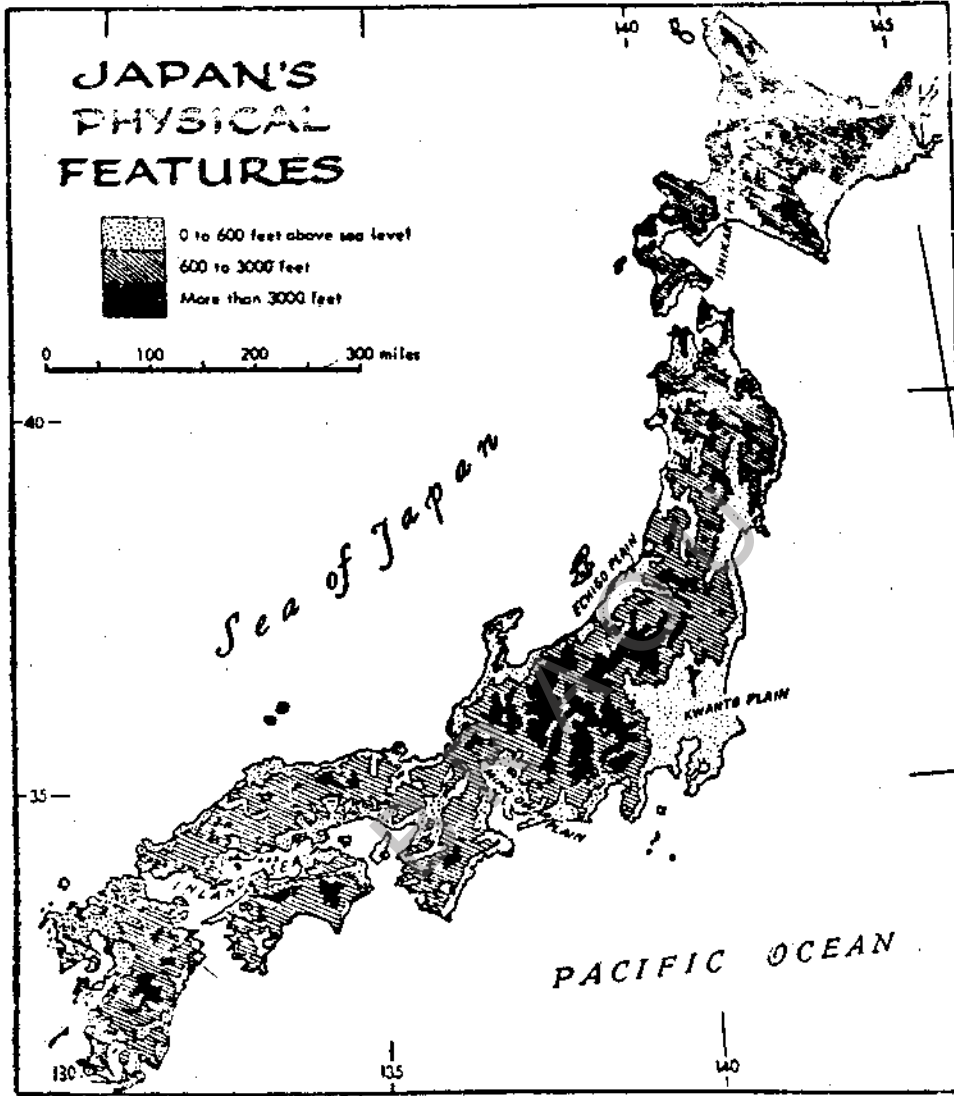 140
145
JAPAN'S
PHYSICAL
FEATURES
0 to 600 feet above sea level
600 to 3000 feet
More than 3000 feet
0 100 200 300 miles
40
Sea of Japan
ECHIGO PLAIN
KWANTO PLAIN
35
PLAIN
INLAND SEA
PACIFIC OCEAN
130
135
140